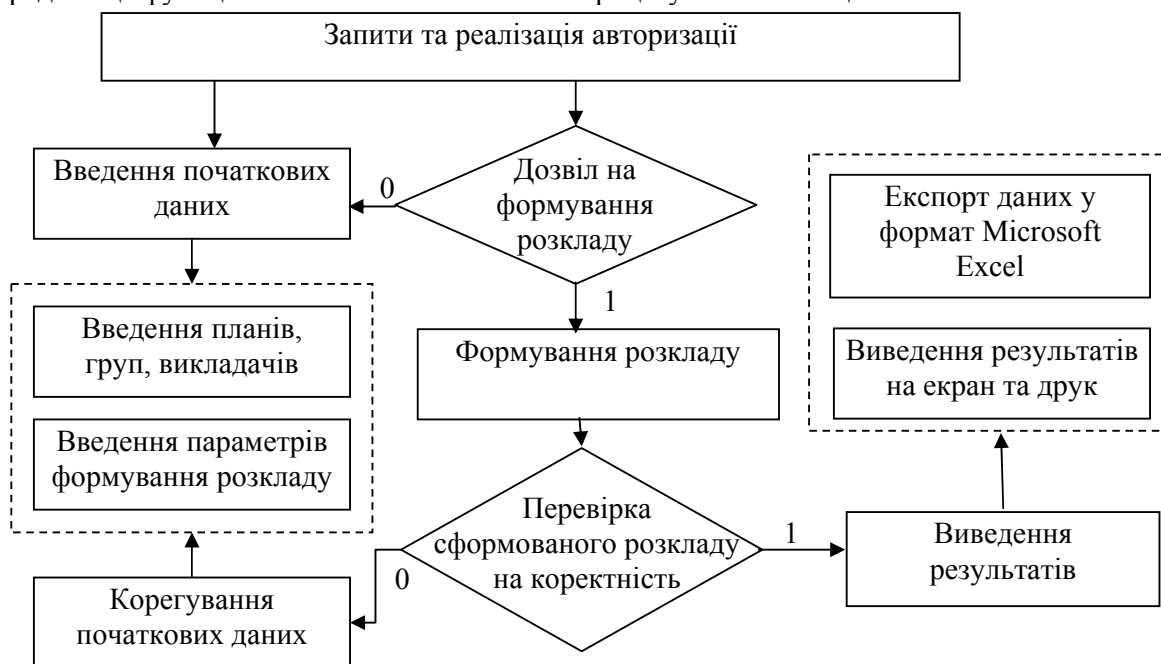 Запити та реалізація авторизації
Введення початкових
даних
0
Дозвіл на
формування
розкладу
1
Експорт даних у
формат Microsoft
Excel
Введення планів,
груп, викладачів
Формування розкладу
Виведення результатів
на екран та друк
Введення параметрів
формування розкладу
Перевірка
сформованого розкладу
на коректність
1
0
Виведення
результатів
Корегування
початкових даних